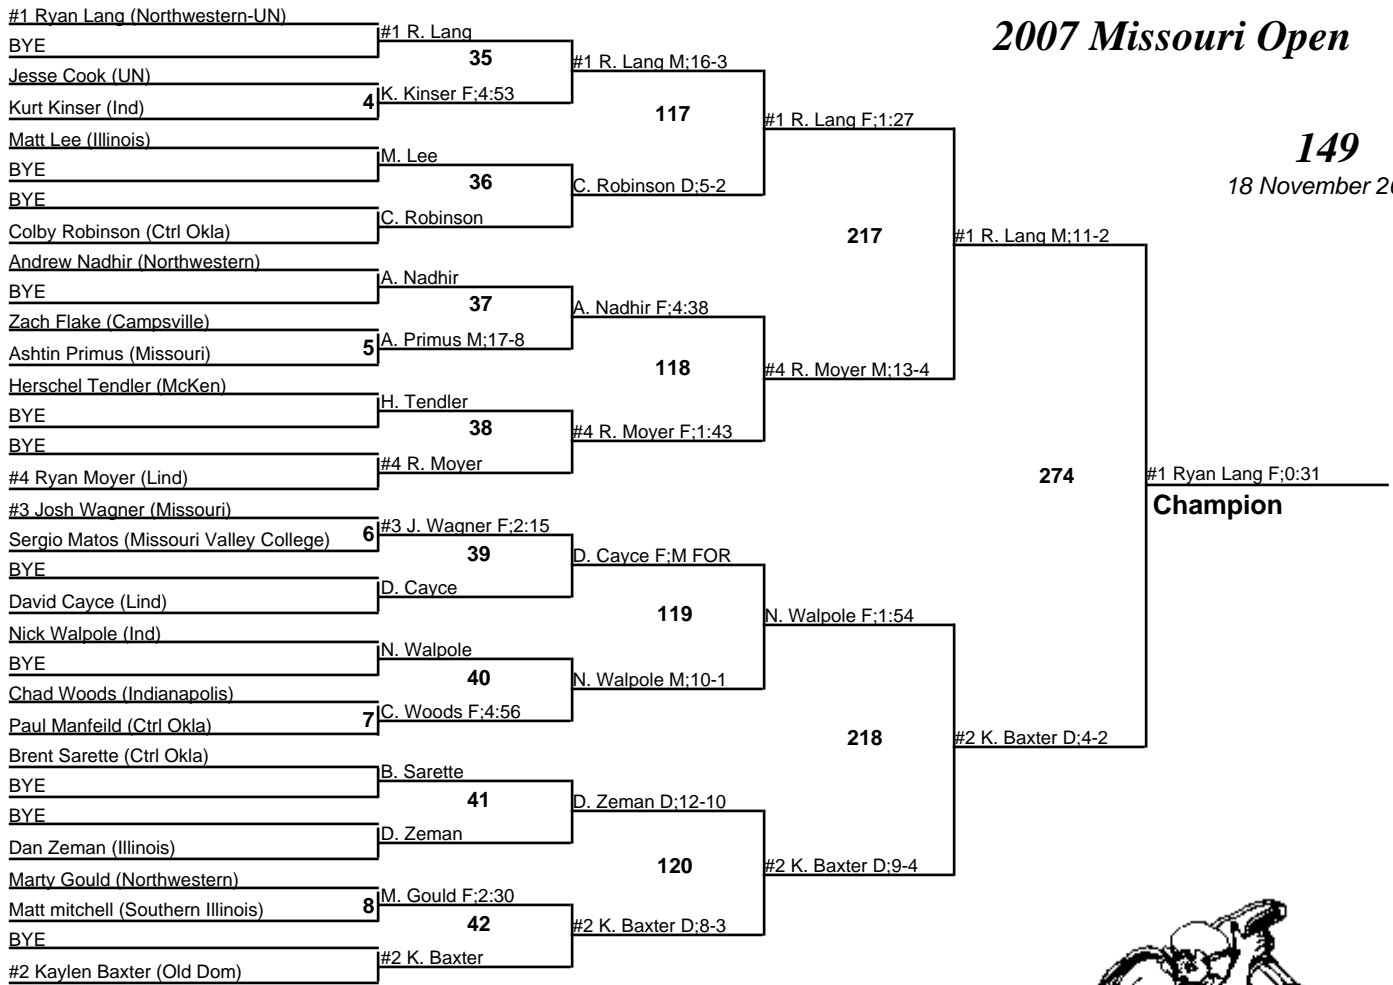 2007 Missouri Open
149
18 November 20
#1 Ryan Lang (Northwestern-UN)
BYE
Jesse Cook (UN)
Kurt Kinser (Ind)
Matt Lee (Illinois)
BYE
BYE
Colby Robinson (Ctrl Okla)
Andrew Nadhir (Northwestern)
BYE
Zach Flake (Campsville)
Ashtin Primus (Missouri)
Herschel Tendler (McKen)
BYE
BYE
#4 Ryan Moyer (Lind)
#3 Josh Wagner (Missouri)
Sergio Matos (Missouri Valley College)
BYE
David Cayce (Lind)
Nick Walpole (Ind)
BYE
Chad Woods (Indianapolis)
Paul Manfeild (Ctrl Okla)
Brent Sarette (Ctrl Okla)
BYE
BYE
Dan Zeman (Illinois)
Marty Gould (Northwestern)
Matt mitchell (Southern Illinois)
BYE
#2 Kaylen Baxter (Old Dom)
4
5
6
7
8
#1 R. Lang
35
K. Kinser F;4:53
M. Lee
36
C. Robinson
A. Nadhir
37
A. Primus M;17-8
H. Tendler
38
#4 R. Moyer
#3 J. Wagner F;2:15
39
D. Cayce
N. Walpole
40
C. Woods F;4:56
B. Sarette
41
D. Zeman
M. Gould F;2:30
42
#2 K. Baxter
#1 R. Lang M;16-3
117
C. Robinson D;5-2
A. Nadhir F;4:38
118
#4 R. Moyer F;1:43
D. Cayce F;M FOR
119
N. Walpole M;10-1
D. Zeman D;12-10
120
#2 K. Baxter D;8-3
#1 R. Lang F;1:27
217
#4 R. Moyer M;13-4
N. Walpole F;1:54
218
#2 K. Baxter D;9-4
#1 R. Lang M;11-2
274
#2 K. Baxter D;4-2
#1 Ryan Lang F;0:31
Champion